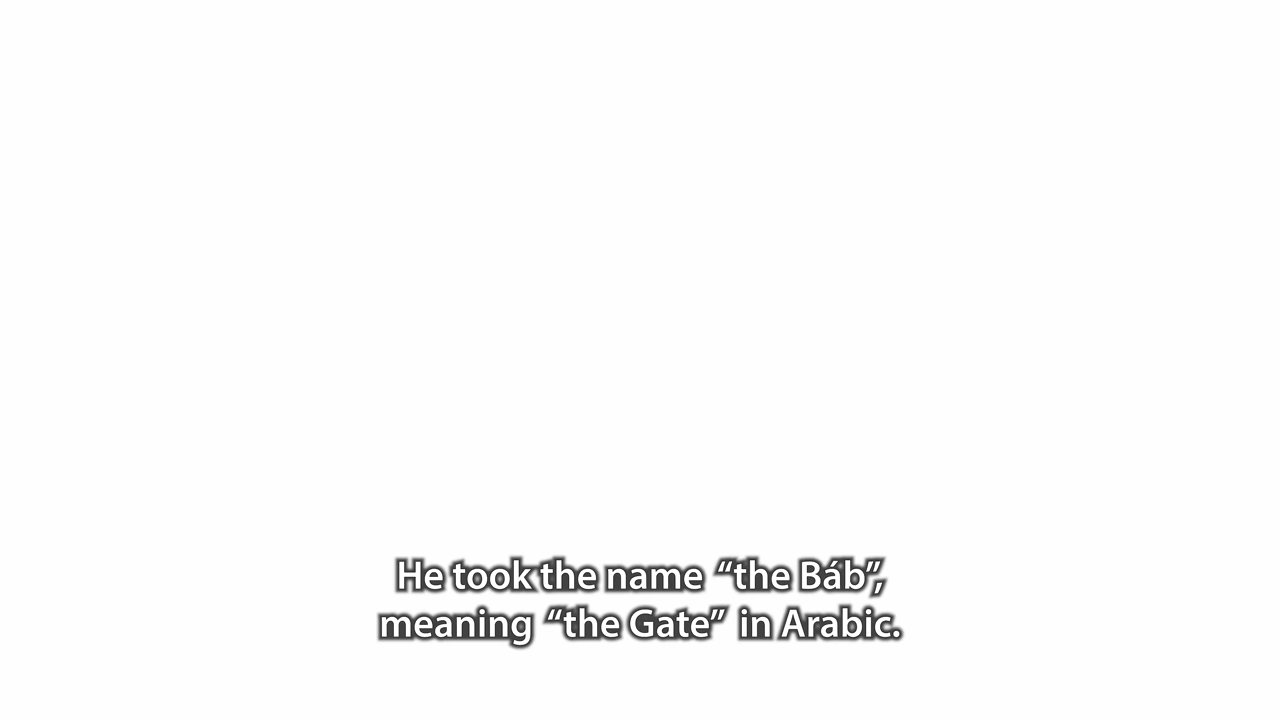 He took the name “the Báb”,
meaning “the Gate” in Arabic.